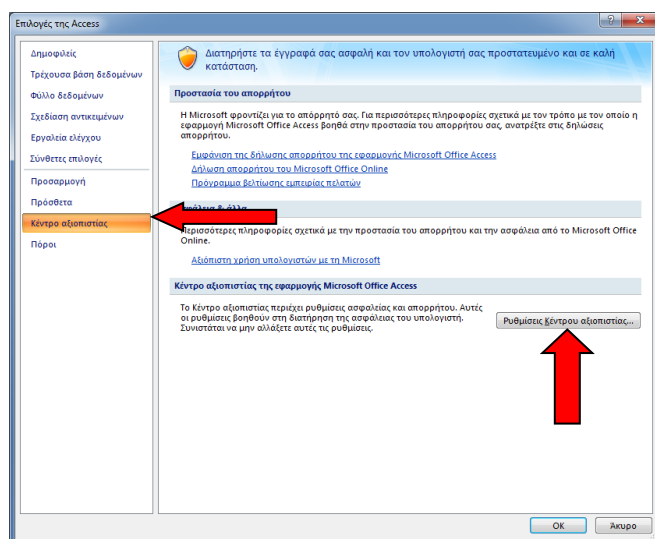 Επιλογές της Access
Δημοφιλείς
Τρέχουσα βάση δεδομένων
Φύλλο δεδομένων
Σχεδίαση αντικειμένων
Εργαλεία ελέγχου
Σύνθετες επιλογές
Προσαρμογή
Πρόσθετα
Κέντρο αξιοπιστίας
Πόροι
Διατηρήστε τα έγγραφά σας ασφαλή και τον υπολογιστή σας προστατευμένο και σε καλή
κατάσταση.
Προστασία του απορρήτου
Η Microsoft φροντίζει για το απόρρητό σας. Για περισσότερες πληροφορίες σχετικά με τον τρόπο με τον οποίο η
εφαρμογή Microsoft Office Access βοηθά στην προστασία του απορρήτου σας, ανατρέξτε στις δηλώσεις
απορρήτου.
Εμφάνιση της δήλωσης απορρήτου της εφαρμογής Microsoft Office Access
Δήλωση απορρήτου του Microsoft Office Online
Πρόγραμμα βελτίωσης εμπειρίας πελατών
& άλλα
Περισσότερες πληροφορίες σχετικά με την προστασία του απορρήτου και την ασφάλεια από το Microsoft Office
Online.
Αξιόπιστη χρήση υπολογιστών με τη Microsoft
Κέντρο αξιοπιστίας της εφαρμογής Microsoft Office Access
Το Κέντρο αξιοπιστίας περιέχει ρυθμίσεις ασφαλείας και απορρήτου. Αυτές
οι ρυθμίσεις βοηθούν στη διατήρηση της ασφάλειας του υπολογιστή.
Συνιστάται να μην αλλάξετε αυτές τις ρυθμίσεις.
Ρυθμίσεις Κέντρου αξιοπιστίας...
OK
Άκυρο